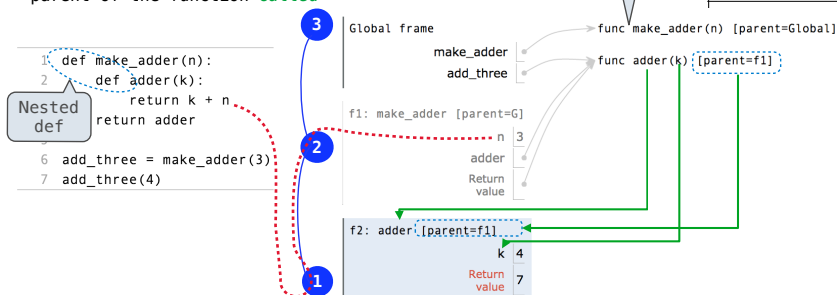 parent of the function called
1 def make_adder(n):
2 def adder(k):
return k + n
return adder
Nested
def
6 add_three = make_adder(3)
7 add_three(4)
3
2
1
Global frame
make_adder
add_three
func make_adder(n) [parent=Global]
func adder(k) [parent=f1]
f1: make_adder [parent=G]
n 3
adder
Return
value
f2: adder [parent=f1]
k 4
Return
value 7